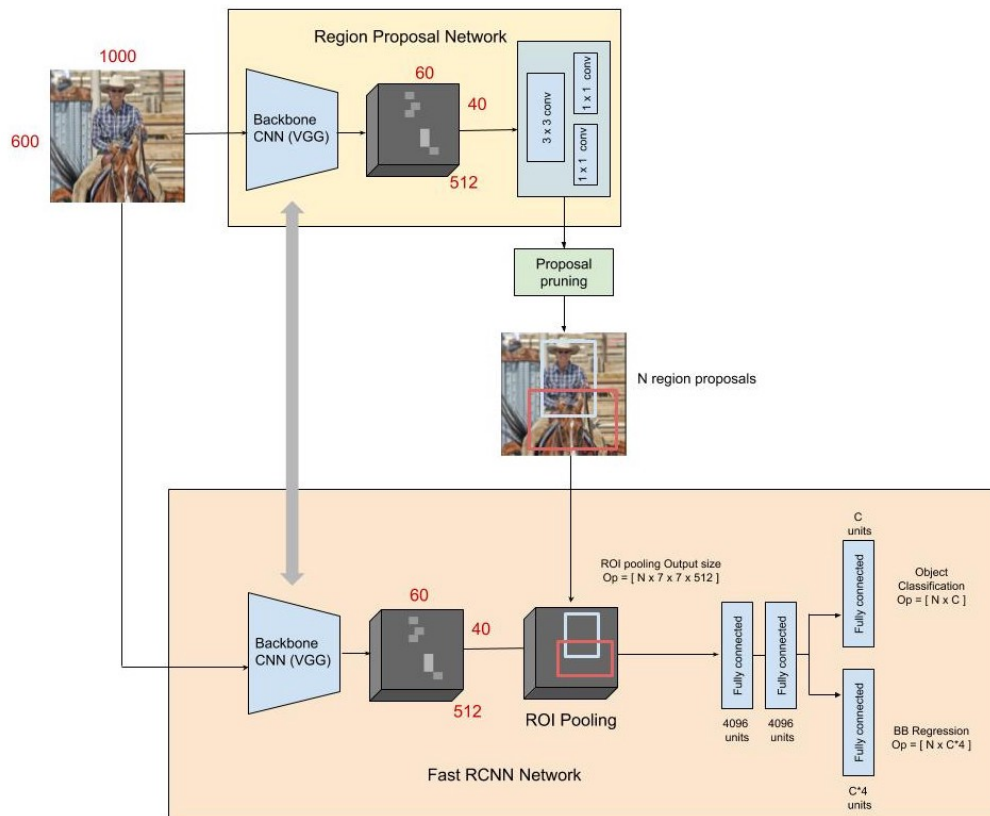 Region Proposal Network
1000
600
Backbone
CNN (VGG)
60
40
512
3 x 3 conv
1 x 1 conv
1 x 1 conv
Proposal
pruning
N region proposals
ROI pooling Output size
Op = [ N x 7 x 7 x 512 ]
Backbone
CNN (VGG)
60
40
512
ROI Pooling
Fully connected
4096
units
Fully connected
4096
units
C
units
Fully connected
Object
Classification
Op = [ N x C ]
Fully connected
C*4
units
BB Regression
Op = [ N x C*4 ]
Fast RCNN Network